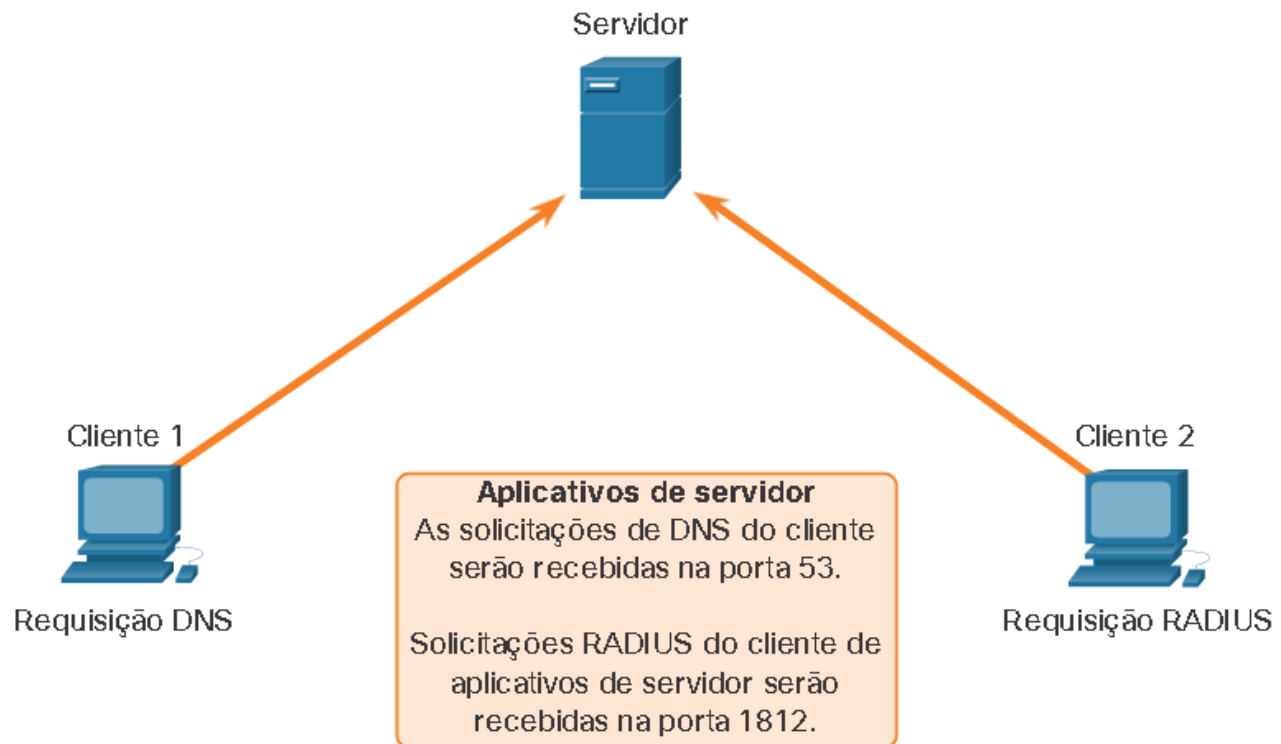 Servidor
Cliente 1
Cliente 2
Requisição DNS
Requisição RADIUS
Aplicativos de servidor
As solicitações de DNS do cliente
serão recebidas na porta 53.
Solicitações RADIUS do cliente de
aplicativos de servidor serão
recebidas na porta 1812.